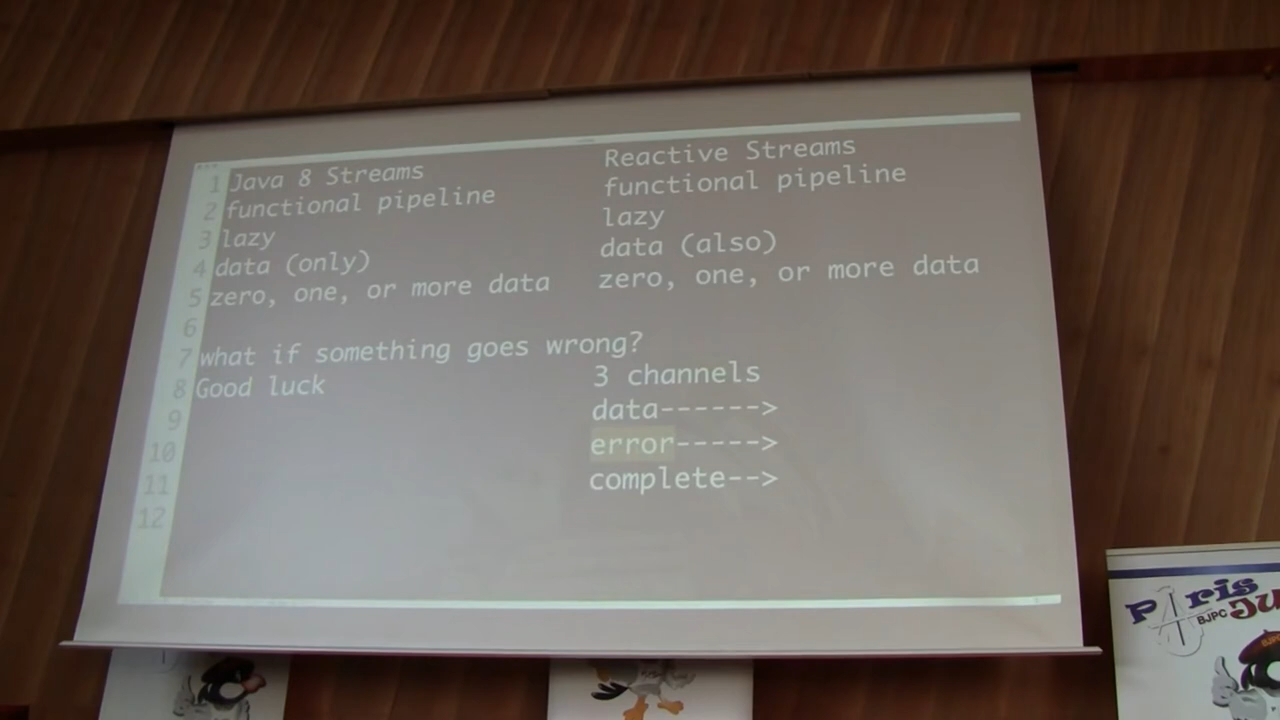 1 Java 8 Streams Reactive Streams
2 functional pipeline functional pipeline
3 lazy lazy
4 data (only) data (also)
5 zero, one, or more data zero, one, or more data
6
7 what if something goes wrong?
8 Good luck 3 channels
9 data------>
10 error----->
11 complete-->
12
Paris
BJPC